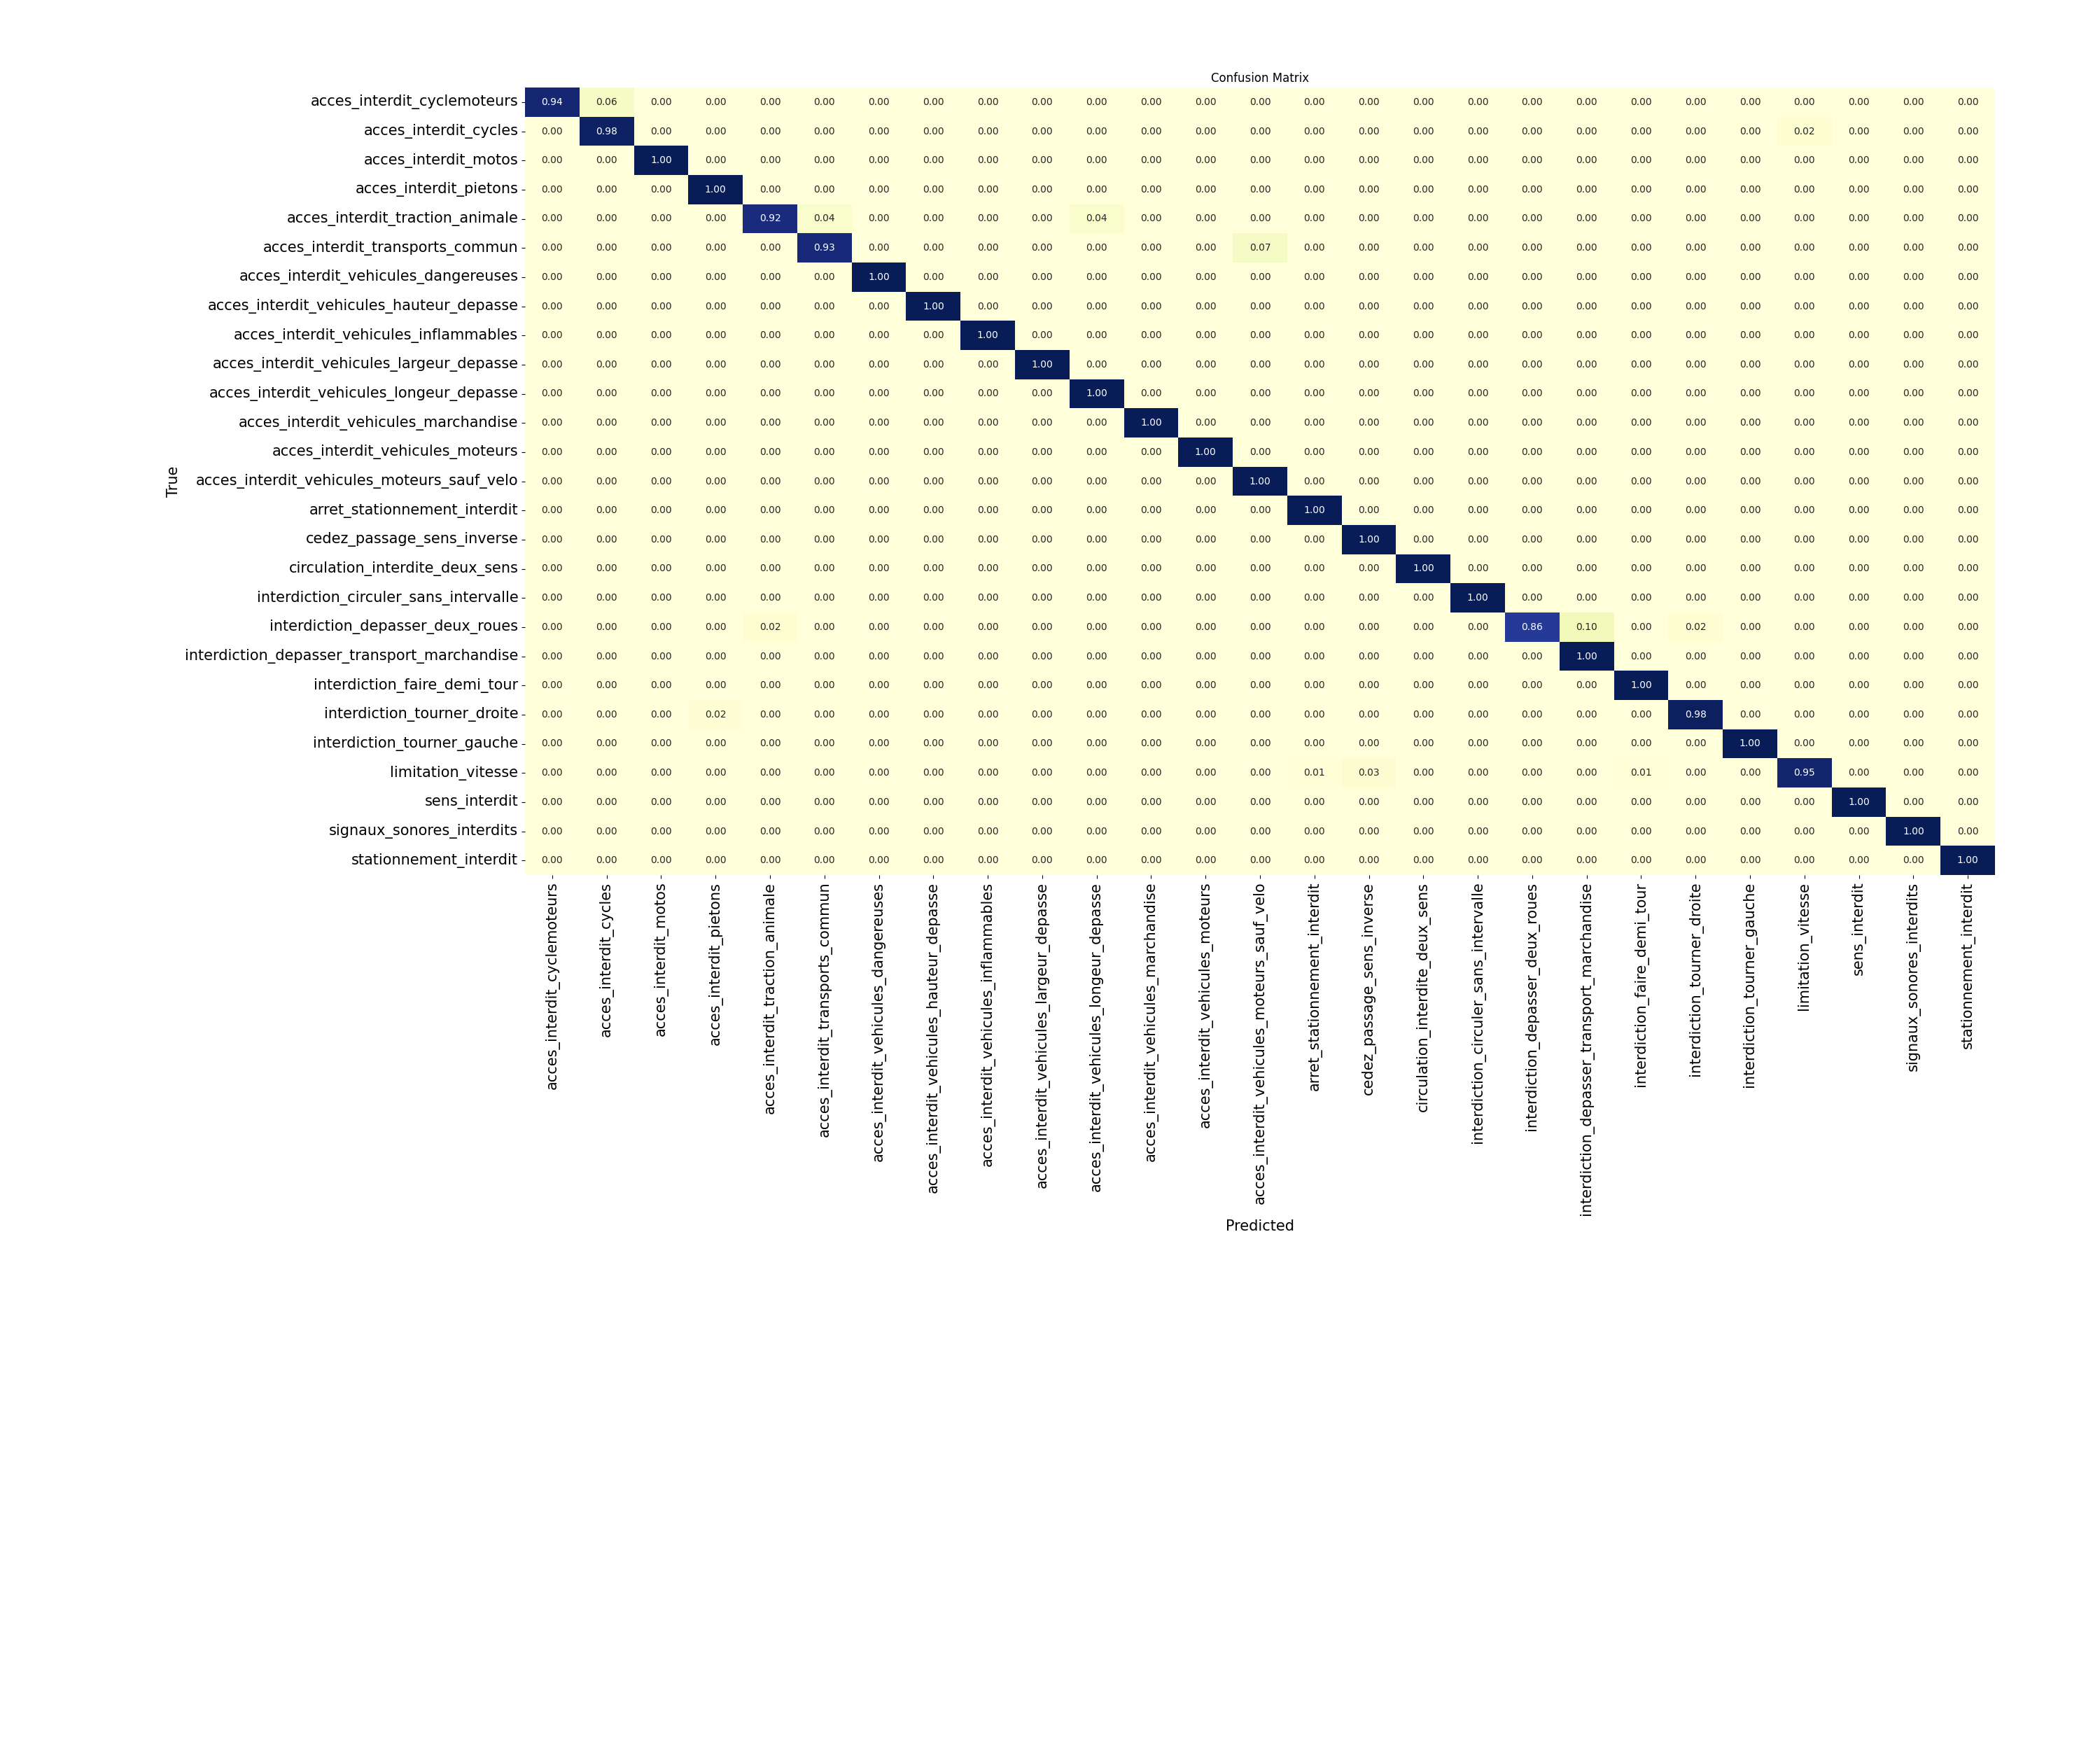 Confusion Matrix
acces_interdit_cyclemoteurs 0.94 0.06 0.00 0.00 0.00 0.00 0.00 0.00 0.00 0.00 0.00 0.00 0.00 0.00 0.00 0.00 0.00 0.00 0.00 0.00 0.00 0.00 0.00 0.00 0.00 0.00 0.00
acces_interdit_cycles 0.00 0.98 0.00 0.00 0.00 0.00 0.00 0.00 0.00 0.00 0.00 0.00 0.00 0.00 0.00 0.00 0.00 0.00 0.00 0.00 0.00 0.00 0.00 0.02 0.00 0.00 0.00
acces_interdit_motos 0.00 0.00 1.00 0.00 0.00 0.00 0.00 0.00 0.00 0.00 0.00 0.00 0.00 0.00 0.00 0.00 0.00 0.00 0.00 0.00 0.00 0.00 0.00 0.00 0.00 0.00 0.00
acces_interdit_pietons 0.00 0.00 0.00 1.00 0.00 0.00 0.00 0.00 0.00 0.00 0.00 0.00 0.00 0.00 0.00 0.00 0.00 0.00 0.00 0.00 0.00 0.00 0.00 0.00 0.00 0.00 0.00
acces_interdit_traction_animale 0.00 0.00 0.00 0.00 0.92 0.04 0.00 0.00 0.00 0.00 0.04 0.00 0.00 0.00 0.00 0.00 0.00 0.00 0.00 0.00 0.00 0.00 0.00 0.00 0.00 0.00 0.00
acces_interdit_transports_commun 0.00 0.00 0.00 0.00 0.00 0.93 0.00 0.00 0.00 0.00 0.00 0.00 0.00 0.07 0.00 0.00 0.00 0.00 0.00 0.00 0.00 0.00 0.00 0.00 0.00 0.00 0.00
acces_interdit_vehicules_dangereuses 0.00 0.00 0.00 0.00 0.00 0.00 1.00 0.00 0.00 0.00 0.00 0.00 0.00 0.00 0.00 0.00 0.00 0.00 0.00 0.00 0.00 0.00 0.00 0.00 0.00 0.00 0.00
acces_interdit_vehicules_hauteur_depasse 0.00 0.00 0.00 0.00 0.00 0.00 0.00 1.00 0.00 0.00 0.00 0.00 0.00 0.00 0.00 0.00 0.00 0.00 0.00 0.00 0.00 0.00 0.00 0.00 0.00 0.00 0.00
acces_interdit_vehicules_inflammables 0.00 0.00 0.00 0.00 0.00 0.00 0.00 0.00 1.00 0.00 0.00 0.00 0.00 0.00 0.00 0.00 0.00 0.00 0.00 0.00 0.00 0.00 0.00 0.00 0.00 0.00 0.00
acces_interdit_vehicules_largeur_depasse 0.00 0.00 0.00 0.00 0.00 0.00 0.00 0.00 0.00 1.00 0.00 0.00 0.00 0.00 0.00 0.00 0.00 0.00 0.00 0.00 0.00 0.00 0.00 0.00 0.00 0.00 0.00
acces_interdit_vehicules_longeur_depasse 0.00 0.00 0.00 0.00 0.00 0.00 0.00 0.00 0.00 0.00 1.00 0.00 0.00 0.00 0.00 0.00 0.00 0.00 0.00 0.00 0.00 0.00 0.00 0.00 0.00 0.00 0.00
acces_interdit_vehicules_marchandise 0.00 0.00 0.00 0.00 0.00 0.00 0.00 0.00 0.00 0.00 0.00 1.00 0.00 0.00 0.00 0.00 0.00 0.00 0.00 0.00 0.00 0.00 0.00 0.00 0.00 0.00 0.00
acces_interdit_vehicules_moteurs 0.00 0.00 0.00 0.00 0.00 0.00 0.00 0.00 0.00 0.00 0.00 0.00 1.00 0.00 0.00 0.00 0.00 0.00 0.00 0.00 0.00 0.00 0.00 0.00 0.00 0.00 0.00
True
acces_interdit_vehicules_moteurs_sauf_velo 0.00 0.00 0.00 0.00 0.00 0.00 0.00 0.00 0.00 0.00 0.00 0.00 0.00 1.00 0.00 0.00 0.00 0.00 0.00 0.00 0.00 0.00 0.00 0.00 0.00 0.00 0.00
arret_stationnement_interdit 0.00 0.00 0.00 0.00 0.00 0.00 0.00 0.00 0.00 0.00 0.00 0.00 0.00 0.00 1.00 0.00 0.00 0.00 0.00 0.00 0.00 0.00 0.00 0.00 0.00 0.00 0.00
cedez_passage_sens_inverse 0.00 0.00 0.00 0.00 0.00 0.00 0.00 0.00 0.00 0.00 0.00 0.00 0.00 0.00 0.00 1.00 0.00 0.00 0.00 0.00 0.00 0.00 0.00 0.00 0.00 0.00 0.00
circulation_interdite_deux_sens 0.00 0.00 0.00 0.00 0.00 0.00 0.00 0.00 0.00 0.00 0.00 0.00 0.00 0.00 0.00 0.00 1.00 0.00 0.00 0.00 0.00 0.00 0.00 0.00 0.00 0.00 0.00
interdiction_circuler_sans_intervalle 0.00 0.00 0.00 0.00 0.00 0.00 0.00 0.00 0.00 0.00 0.00 0.00 0.00 0.00 0.00 0.00 0.00 1.00 0.00 0.00 0.00 0.00 0.00 0.00 0.00 0.00 0.00
interdiction_depasser_deux_roues 0.00 0.00 0.00 0.00 0.02 0.00 0.00 0.00 0.00 0.00 0.00 0.00 0.00 0.00 0.00 0.00 0.00 0.00 0.86 0.10 0.00 0.02 0.00 0.00 0.00 0.00 0.00
interdiction_depasser_transport_marchandise 0.00 0.00 0.00 0.00 0.00 0.00 0.00 0.00 0.00 0.00 0.00 0.00 0.00 0.00 0.00 0.00 0.00 0.00 0.00 1.00 0.00 0.00 0.00 0.00 0.00 0.00 0.00
interdiction_faire_demi_tour 0.00 0.00 0.00 0.00 0.00 0.00 0.00 0.00 0.00 0.00 0.00 0.00 0.00 0.00 0.00 0.00 0.00 0.00 0.00 0.00 1.00 0.00 0.00 0.00 0.00 0.00 0.00
interdiction_tourner_droite 0.00 0.00 0.00 0.02 0.00 0.00 0.00 0.00 0.00 0.00 0.00 0.00 0.00 0.00 0.00 0.00 0.00 0.00 0.00 0.00 0.00 0.98 0.00 0.00 0.00 0.00 0.00
interdiction_tourner_gauche 0.00 0.00 0.00 0.00 0.00 0.00 0.00 0.00 0.00 0.00 0.00 0.00 0.00 0.00 0.00 0.00 0.00 0.00 0.00 0.00 0.00 0.00 1.00 0.00 0.00 0.00 0.00
limitation_vitesse 0.00 0.00 0.00 0.00 0.00 0.00 0.00 0.00 0.00 0.00 0.00 0.00 0.00 0.00 0.01 0.03 0.00 0.00 0.00 0.00 0.01 0.00 0.00 0.95 0.00 0.00 0.00
sens_interdit 0.00 0.00 0.00 0.00 0.00 0.00 0.00 0.00 0.00 0.00 0.00 0.00 0.00 0.00 0.00 0.00 0.00 0.00 0.00 0.00 0.00 0.00 0.00 0.00 1.00 0.00 0.00
signaux_sonores_interdits 0.00 0.00 0.00 0.00 0.00 0.00 0.00 0.00 0.00 0.00 0.00 0.00 0.00 0.00 0.00 0.00 0.00 0.00 0.00 0.00 0.00 0.00 0.00 0.00 0.00 1.00 0.00
stationnement_interdit 0.00 0.00 0.00 0.00 0.00 0.00 0.00 0.00 0.00 0.00 0.00 0.00 0.00 0.00 0.00 0.00 0.00 0.00 0.00 0.00 0.00 0.00 0.00 0.00 0.00 0.00 1.00
acces_interdit_cyclemoteurs
acces_interdit_cycles
acces_interdit_motos
acces_interdit_pietons
acces_interdit_traction_animale
acces_interdit_transports_commun
acces_interdit_vehicules_dangereuses
acces_interdit_vehicules_hauteur_depasse
acces_interdit_vehicules_inflammables
acces_interdit_vehicules_largeur_depasse
acces_interdit_vehicules_longeur_depasse
acces_interdit_vehicules_marchandise
acces_interdit_vehicules_moteurs
acces_interdit_vehicules_moteurs_sauf_velo
arret_stationnement_interdit
cedez_passage_sens_inverse
circulation_interdite_deux_sens
interdiction_circuler_sans_intervalle
interdiction_depasser_deux_roues
interdiction_depasser_transport_marchandise
interdiction_faire_demi_tour
interdiction_tourner_droite
interdiction_tourner_gauche
limitation_vitesse
sens_interdit
signaux_sonores_interdits
stationnement_interdit
Predicted